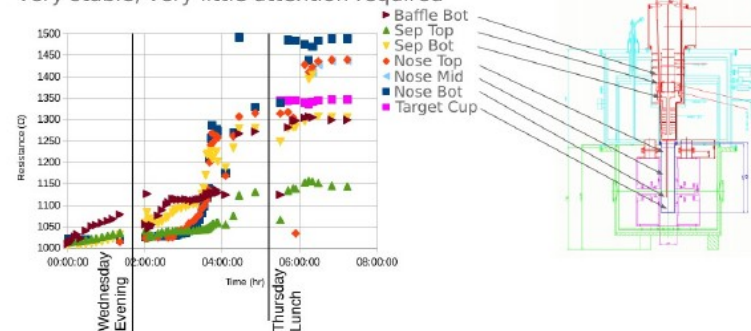 very stable, very little attention required
Baffle Bot
Sep Top
Sep Bot
Nose Top
Nose Mid
Nose Bot
Target Cup
1500
1450
1400
1350
1300
1250
1200
1150
1100
1050
1000
Resistance(Ω)
00:00:00
02:00:00
04:00:00
06:00:00
08:00:00
Time (hr)
Wednesday
Evening
Thursday
Lunch